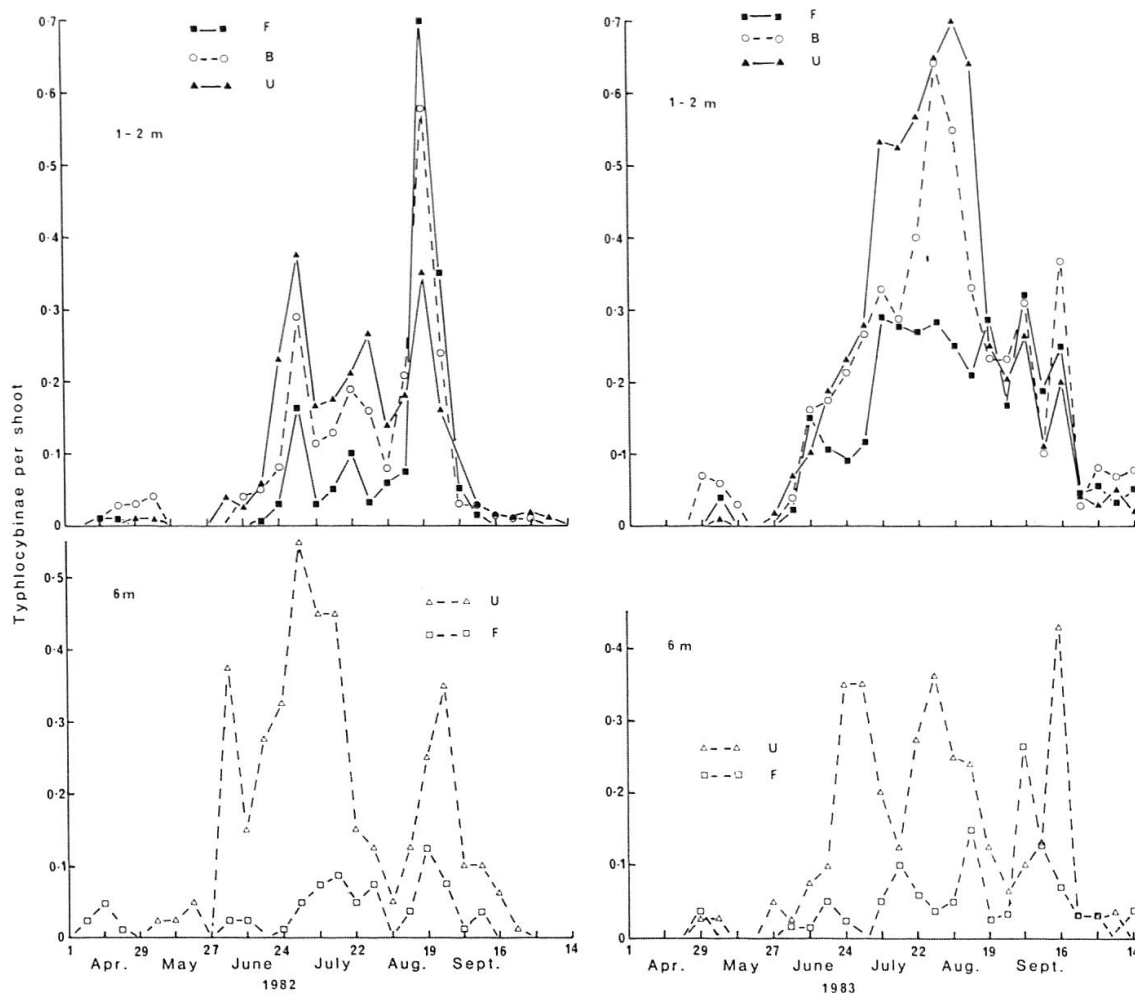 0·7
0·6
0·5
0·4
0·3
0·2
0·1
0
F
B
U
1-2 m
0·7
0·6
0·5
0·4
0·3
0·2
0·1
0
F
B
U
1-2 m
Typhlocybinae per shoot
0·5
0·4
0·3
0·2
0·1
0
6m
U
F
1 29 27 24 22 19 16 14
Apr. May June July Aug. Sept.
1982
0·4
0·3
0·2
0·1
0
6m
U
F
1 29 27 24 22 19 16 14
Apr. May June July Aug. Sept.
1983